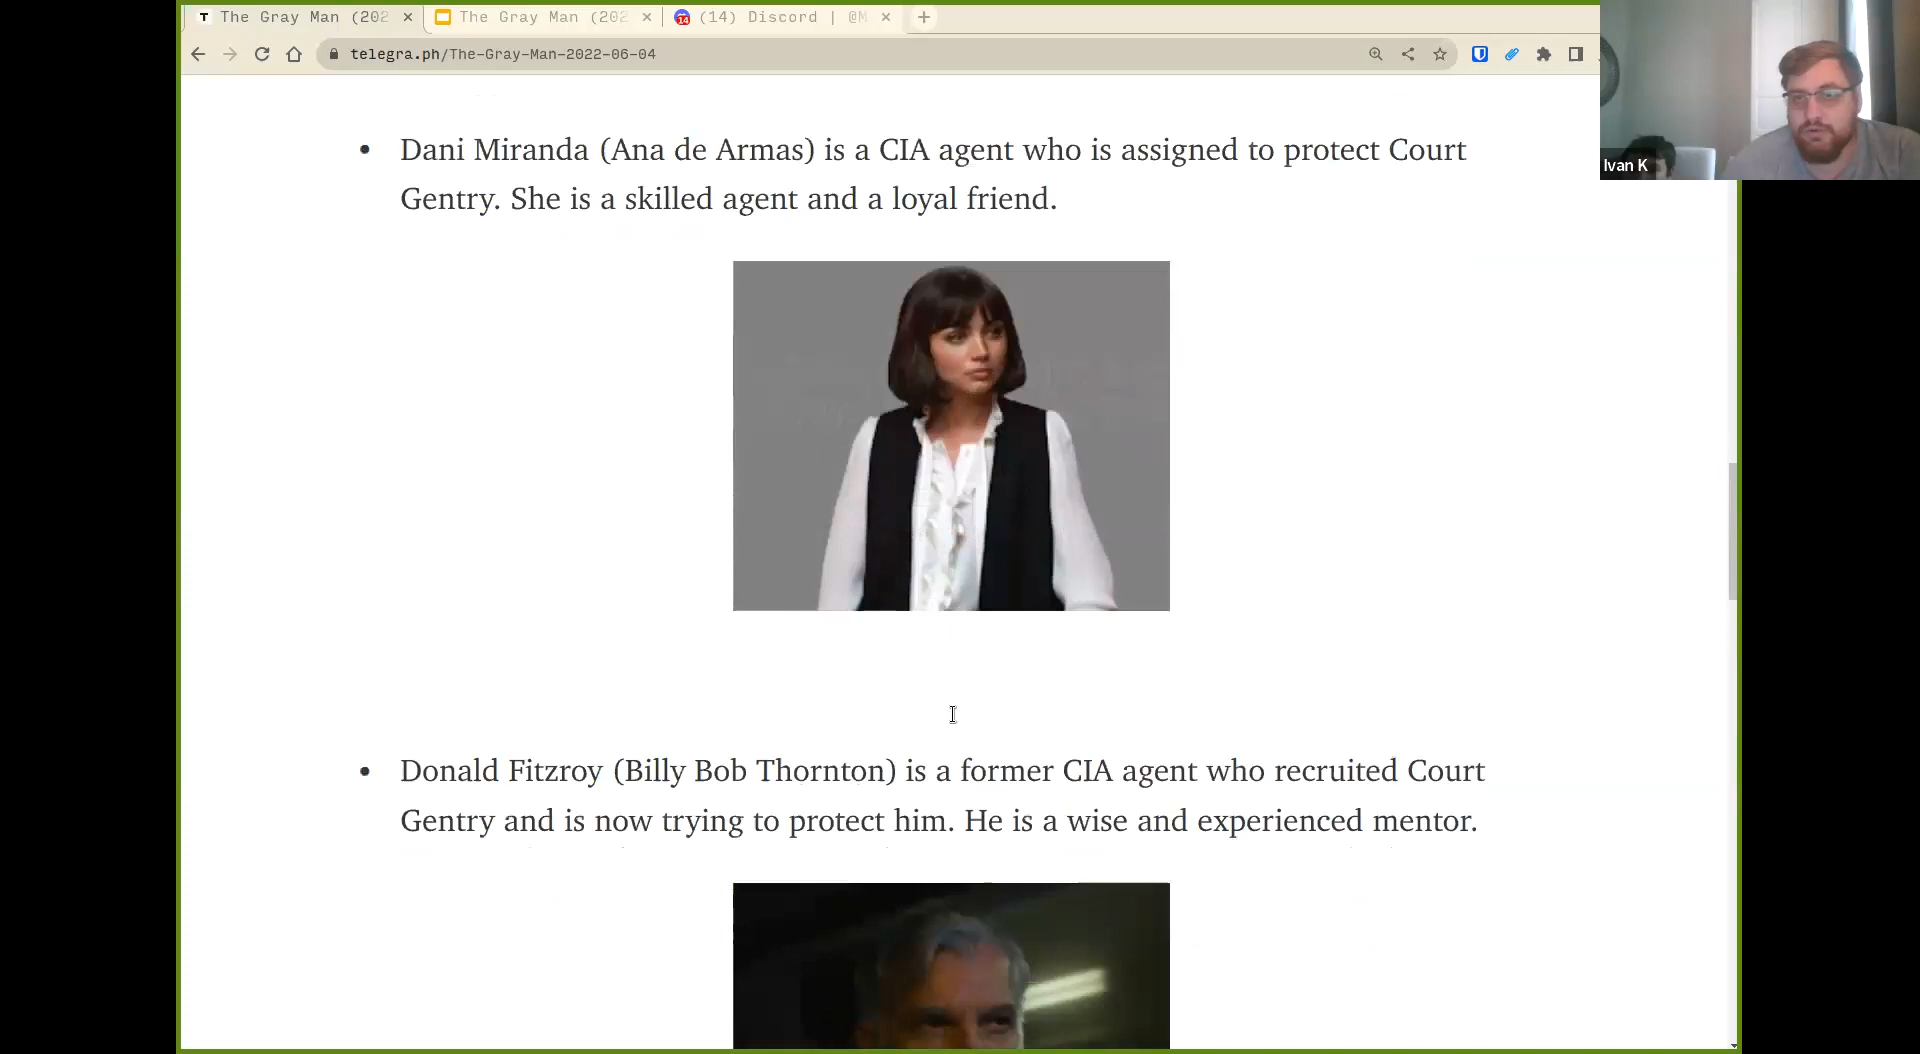 The Gray Man (202
The Gray Man (202
(14) Discord | @M
telegra.ph/The-Gray-Man-2022-06-04
Ivan K
• Dani Miranda (Ana de Armas) is a CIA agent who is assigned to protect Court
Gentry. She is a skilled agent and a loyal friend.
• Donald Fitzroy (Billy Bob Thornton) is a former CIA agent who recruited Court
Gentry and is now trying to protect him. He is a wise and experienced mentor.